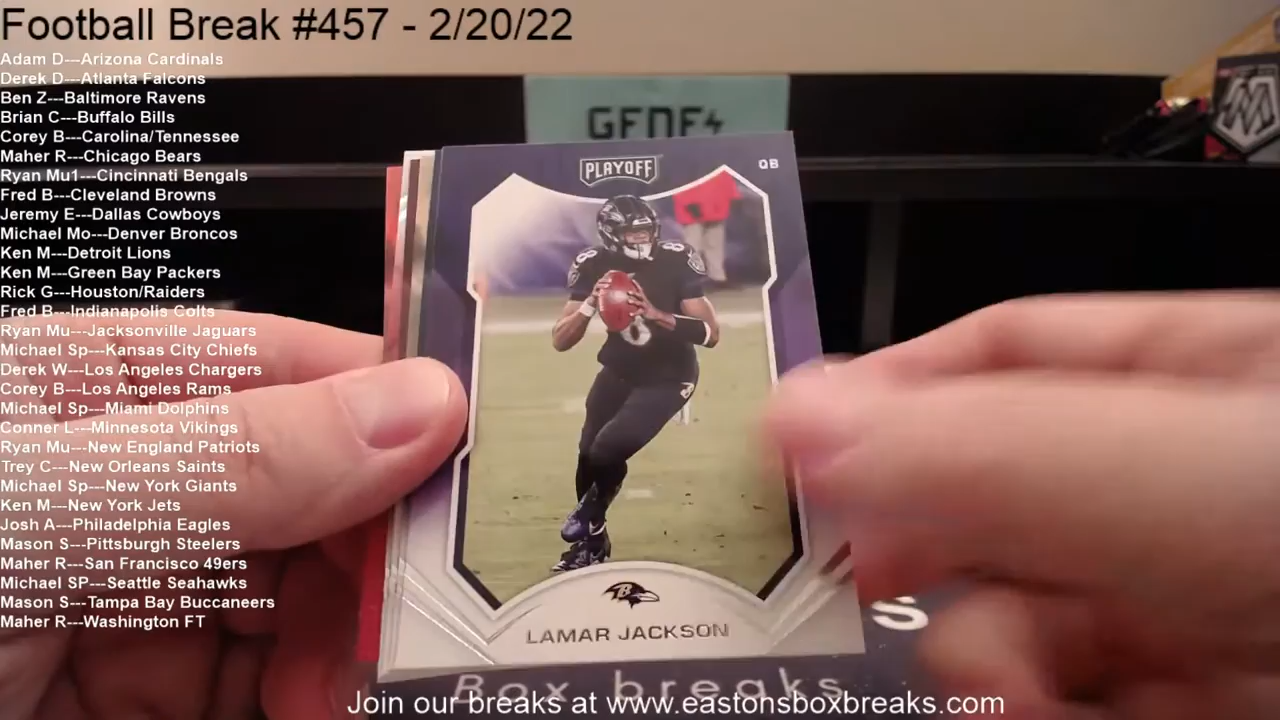 Football Break #457 - 2/20/22
Adam D---Arizona Cardinals
Derek D---Atlanta Falcons
Ben Z---Baltimore Ravens
Brian C---Buffalo Bills
Corey B---Carolina/Tennessee
Maher R---Chicago Bears
Ryan Mu1---Cincinnati Bengals
Fred B---Cleveland Browns
Jeremy E---Dallas Cowboys
Michael Mo---Denver Broncos
Ken M---Detroit Lions
Ken M---Green Bay Packers
Rick G---Houston/Raiders
Fred B---Indianapolis Colts
Ryan Mu---Jacksonville Jaguars
Michael Sp---Kansas City Chiefs
Derek W---Los Angeles Chargers
Corey B---Los Angeles Rams
Michael Sp---Miami Dolphins
Conner L---Minnesota Vikings
Ryan Mu---New England Patriots
Trey C---New Orleans Saints
Michael Sp---New York Giants
Ken M---New York Jets
Josh A---Philadelphia Eagles
Mason S---Pittsburgh Steelers
Maher R---San Francisco 49ers
Michael SP---Seattle Seahawks
Mason S---Tampa Bay Buccaneers
Maher R---Washington FT
PLAYOFF
QB
8
8
B
LAMAR JACKSON
Box breaks
Join our breaks at www.eastonsboxbreaks.com